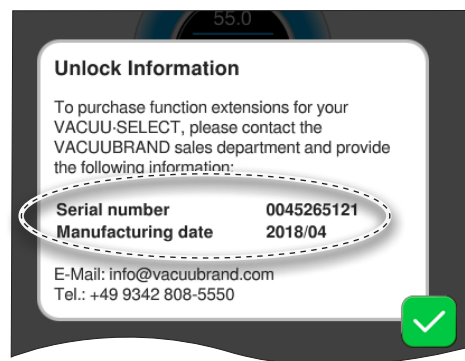 55.0
Unlock Information
To purchase function extensions for your
VACUU·SELECT, please contact the
VACUUBRAND sales department and provide
the following information:
Serial number 0045265121
Manufacturing date 2018/04
E-Mail: info@vacuubrand.com
Tel.: +49 9342 808-5550